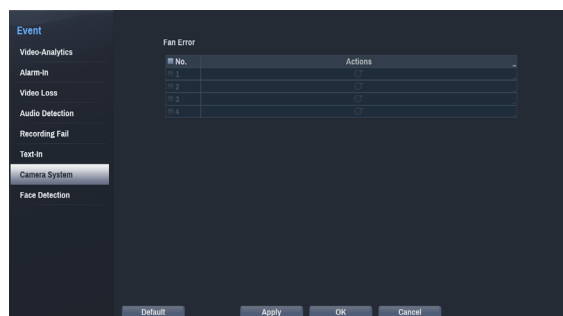 Event
Video-Analytics
Alarm-In
Video Loss
Audio Detection
Recording Fail
Text-In
Camera System
Face Detection
Fan Error
No. Actions
1
2
3
4
Default Apply OK Cancel